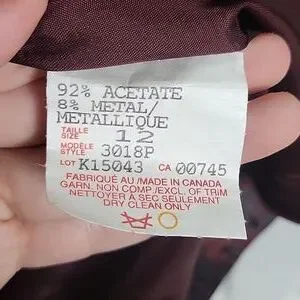 92% ACETATE
8% METAL/
METALLIQUE
TAILLE
SIZE 12
MODÈLE
STYLE 3018P
LOT K15043 CA 00745
FABRIQUÉ AU/MADE IN CANADA
GARN. NON COMP./EXCL. OF TRIM
NETTOYER À SEC SEULEMENT
DRY CLEAN ONLY